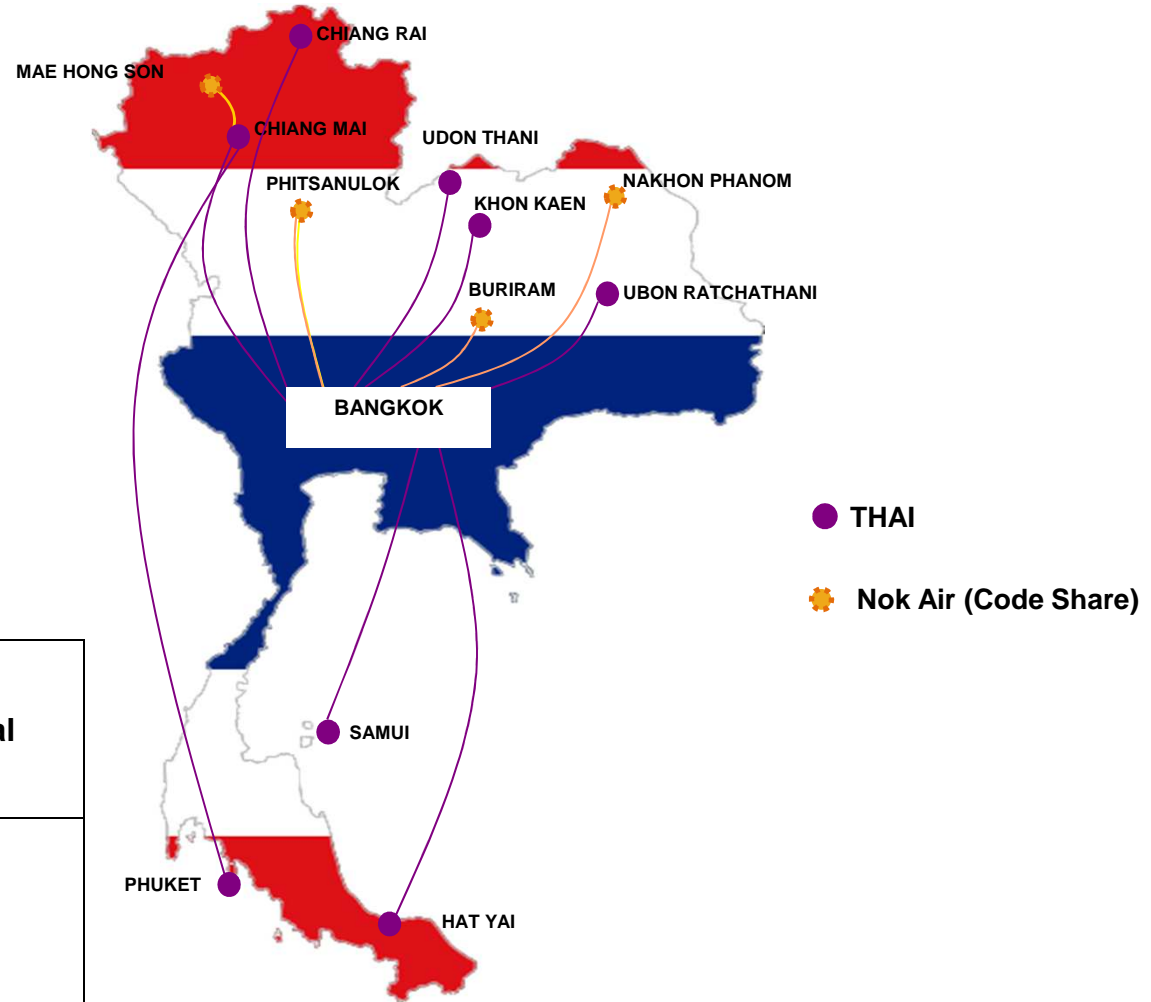 CHIANG RAI
MAE HONG SON
CHIANG MAI
UDON THANI
PHITSANULOK
NAKHON PHANOM
KHON KAEN
BURIRAM
UBON RATCHATHANI
BANGKOK
THAI
Nok Air (Code Share)
SAMUI
PHUKET
HAT YAI